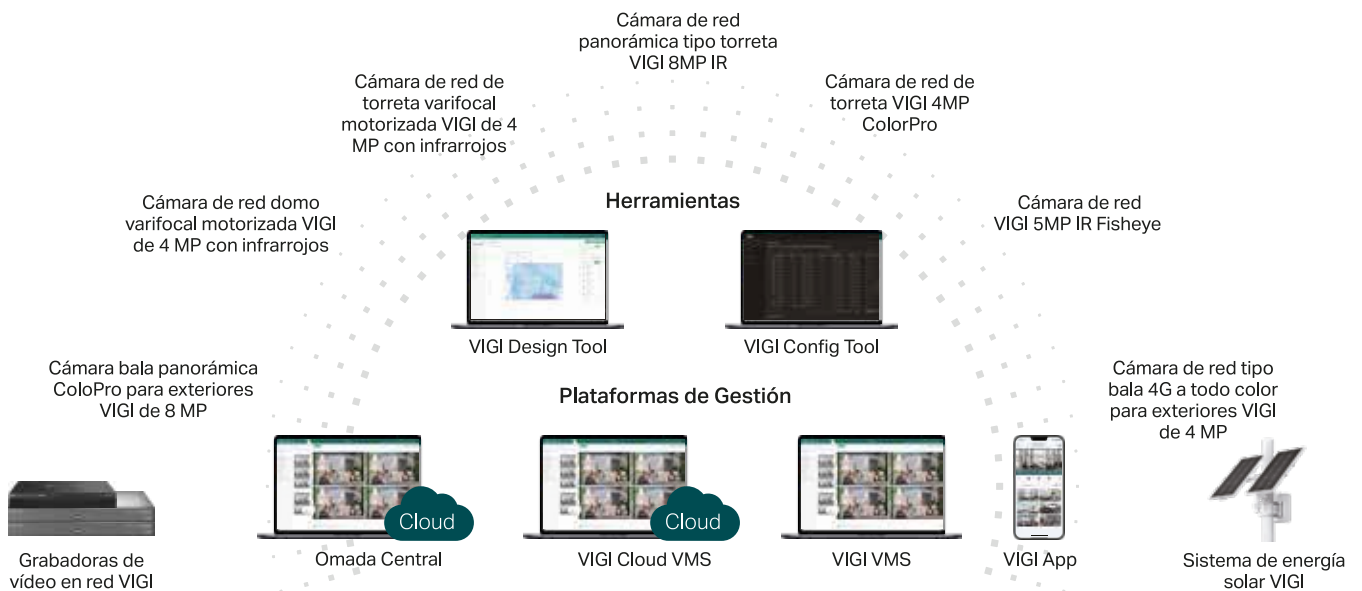 Cámara de red
panorámica tipo torreta
VIGI 8MP IR
Cámara de red de
torreta varifocal
motorizada VIGI de 4
MP con infrarrojos
Cámara de red de
torreta VIGI 4MP
ColorPro
Cámara de red domo
varifocal motorizada VIGI
de 4 MP con infrarrojos
Herramientas
Cámara de red
VIGI 5MP IR Fisheye
VIGI Design Tool
VIGI Config Tool
Cámara bala panorámica
ColoPro para exteriores
VIGI de 8 MP
Plataformas de Gestión
Cámara de red tipo
bala 4G a todo color
para exteriores VIGI
de 4 MP
Cloud
Cloud
Grabadoras de
vídeo en red VIGI
Omada Central
VIGI Cloud VMS
VIGI VMS
VIGI App
Sistema de energía
solar VIGI